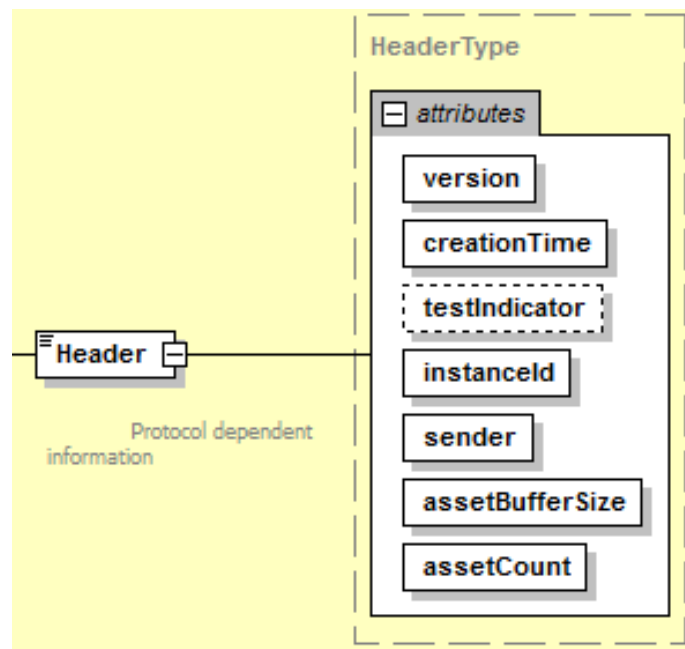 HeaderType
attributes
version
creationTime
testIndicator
instanceId
sender
assetBufferSize
assetCount
Header
Protocol dependent
information